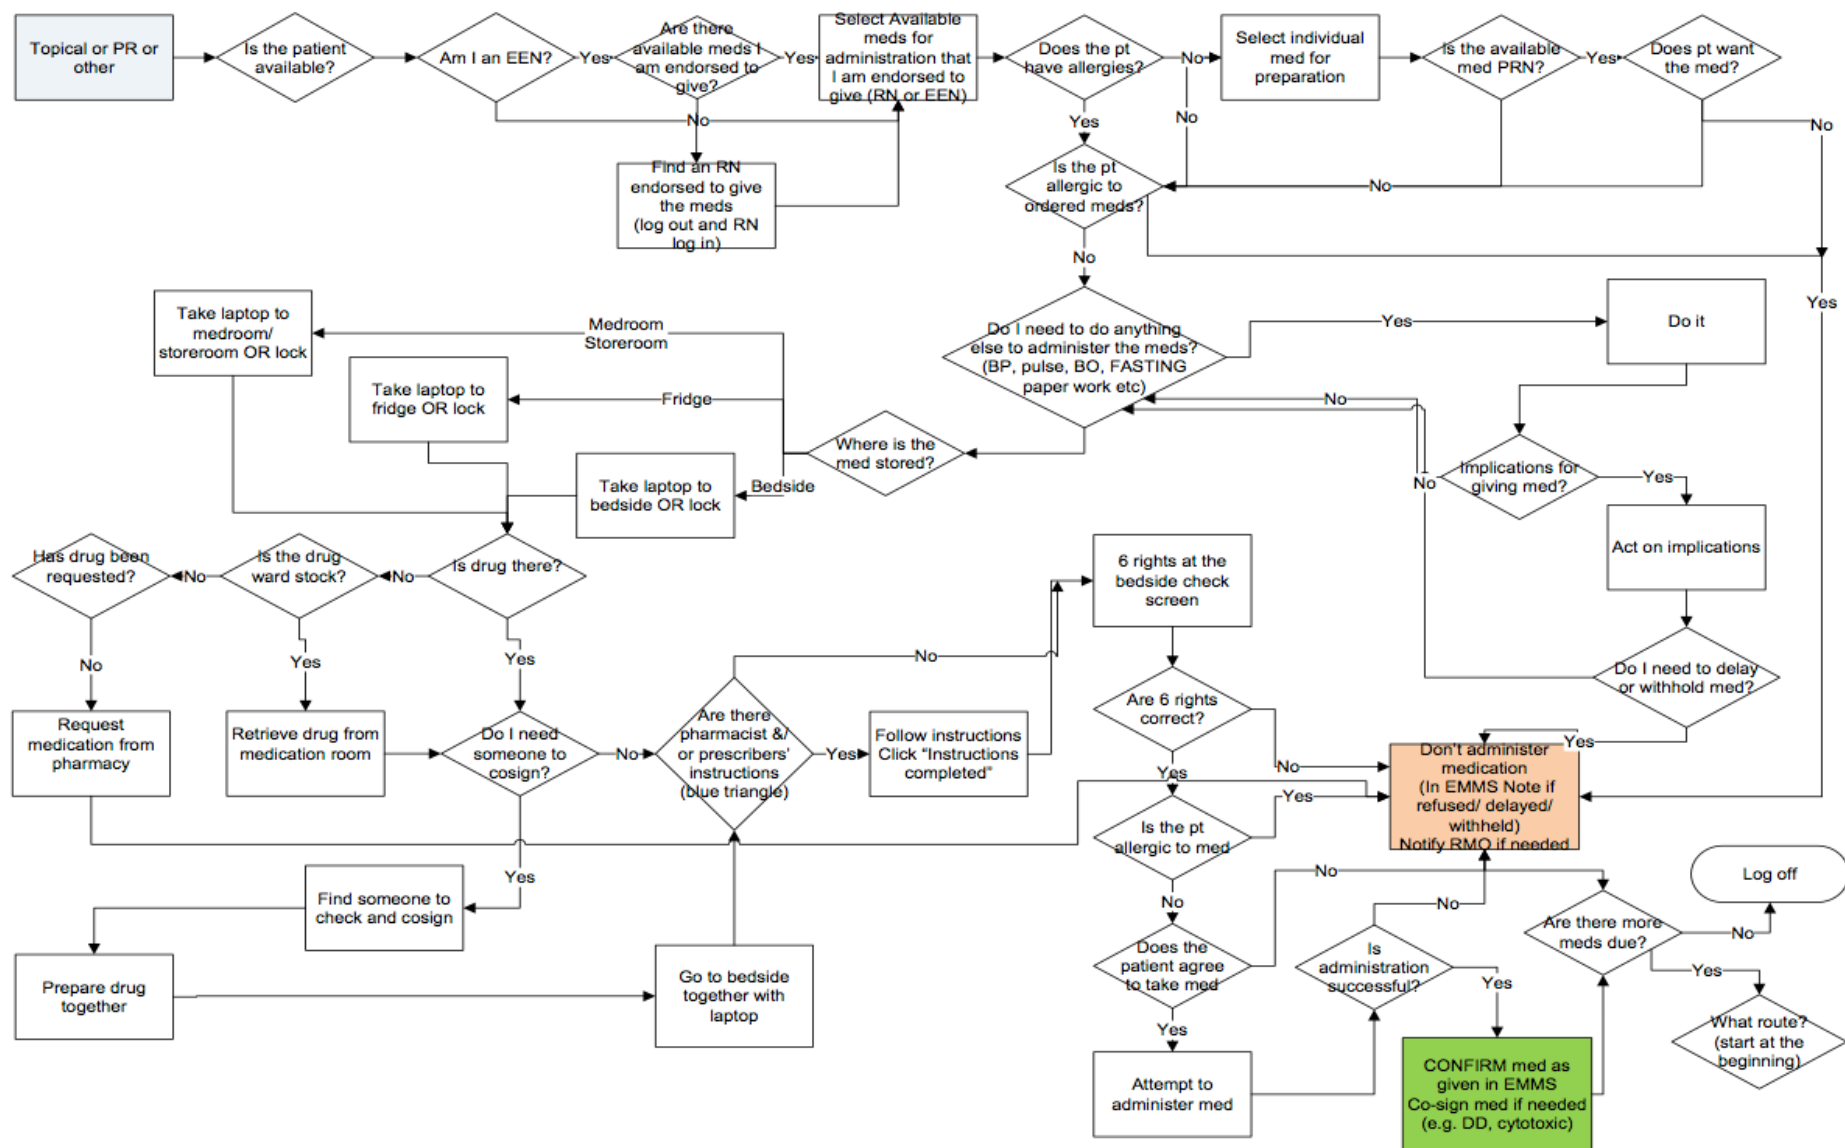 Topical or PR or
other
Is the patient
available?
Am I an EEN?
Yes
Are there
available meds I
am endorsed to
give?
Yes
Select Available
meds for
administration that
I am endorsed to
give (RN or EEN)
Does the pt
have allergies?
No
Select individual
med for
preparation
Is the available
med PRN?
Yes
Does pt want
the med?
No
No
Yes
No
Find an RN
endorsed to give
the meds
(log out and RN
log in)
Is the pt
allergic to
ordered meds?
No
No
Yes
Take laptop to
medroom/
storeroom OR lock
Medroom
Storeroom
Do I need to do anything
else to administer the meds?
(BP, pulse, BO, FASTING
paper work etc)
Yes
Do it
Take laptop to
fridge OR lock
Fridge
No
Where is the
med stored?
Take laptop to
bedside OR lock
Bedside
No
Implications for
giving med?
Yes
Act on implications
Has drug been
requested?
No
Is the drug
ward stock?
No
Is drug there?
6 rights at the
bedside check
screen
No
Yes
Yes
No
Do I need to delay
or withhold med?
Yes
Request
medication from
pharmacy
Retrieve drug from
medication room
Do I need
someone to
cosign?
No
Are there
pharmacist &/
or prescribers'
instructions
(blue triangle)
Yes
Follow instructions
Click “Instructions
completed”
Are 6 rights
correct?
No
Yes
Don't administer
medication
(In EMMS Note if
refused/ delayed/
withheld)
Notify RMO if needed
Is the pt
allergic to med
Yes
Yes
Find someone to
check and cosign
No
No
No
Log off
Are there more
meds due?
No
Prepare drug
together
Go to bedside
together with
laptop
Does the
patient agree
to take med
Is
administration
successful?
Yes
Yes
Yes
What route?
(start at the
beginning)
Attempt to
administer med
CONFIRM med as
given in EMMS
Co-sign med if needed
(e.g. DD, cytotoxic)